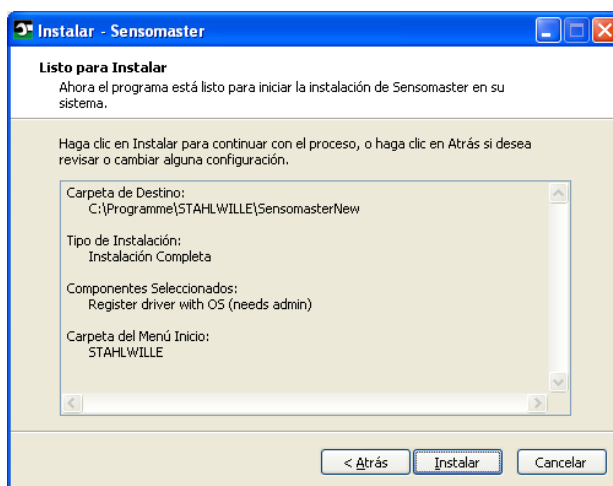 Instalar - Sensomaster
Listo para Instalar
Ahora el programa está listo para iniciar la instalación de Sensomaster en su
sistema.
Haga clic en Instalar para continuar con el proceso, o haga clic en Atrás si desea
revisar o cambiar alguna configuración.
Carpeta de Destino:
C:\Programme\STAHLWILLE\SensomasterNew
Tipo de Instalación:
Instalación Completa
Componentes Seleccionados:
Register driver with OS (needs admin)
Carpeta del Menú Inicio:
STAHLWILLE
< Atrás
Instalar
Cancelar